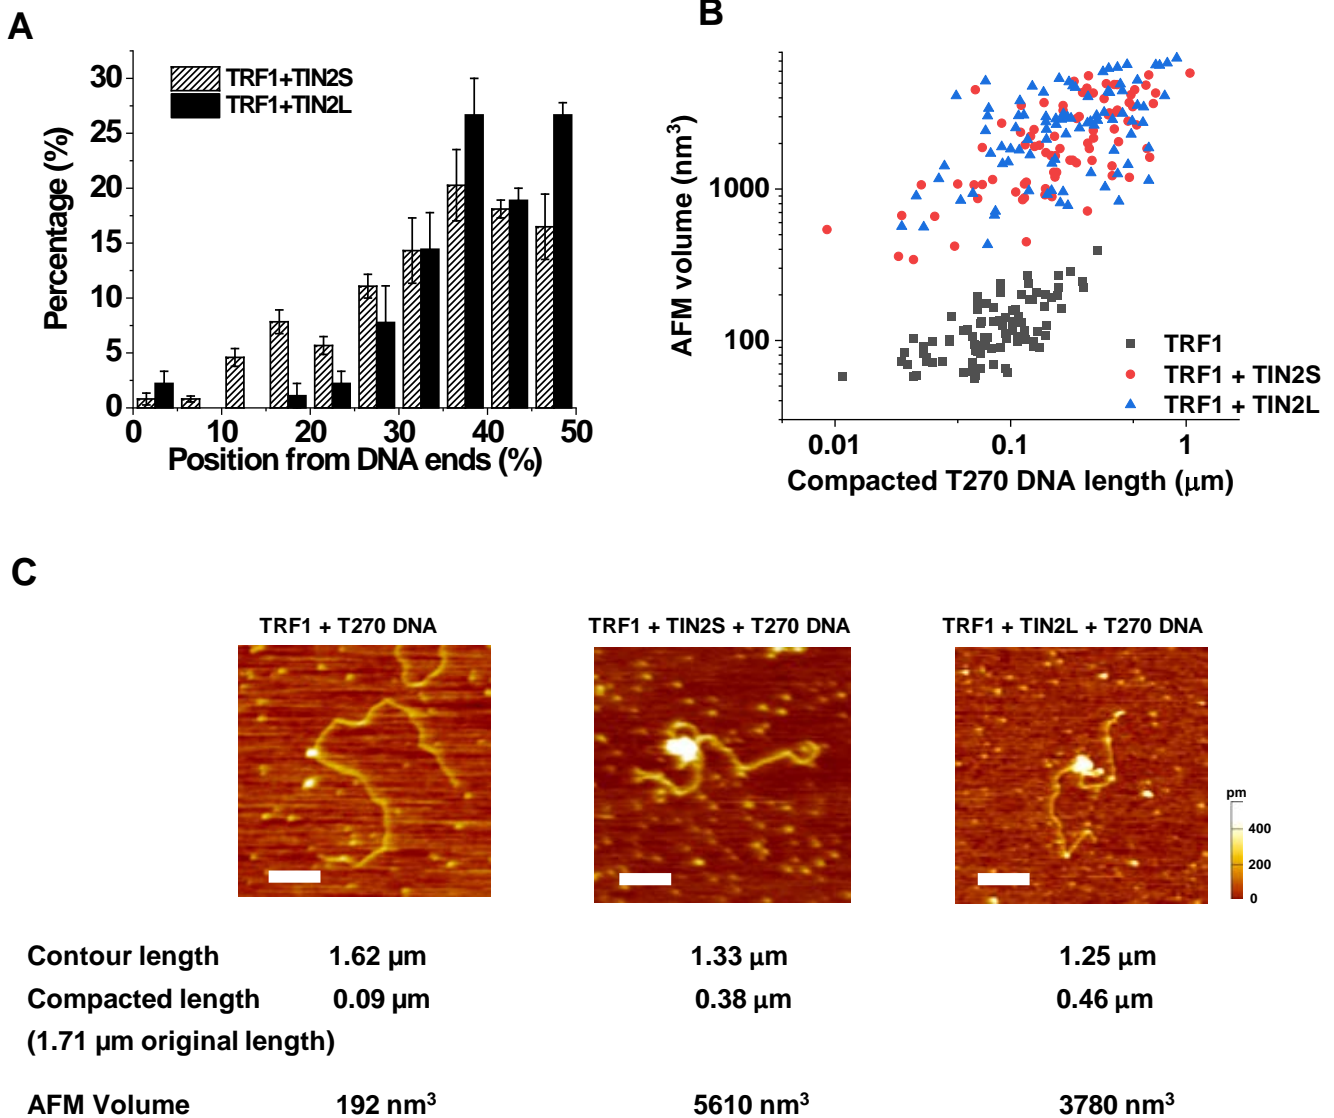 A
TRF1+TIN2S
TRF1+TIN2L
Percentage (%)
30
25
20
15
10
5
0
0 10 20 30 40 50
Position from DNA ends (%)
B
AFM volume (nm³)
1000
100
TRF1
TRF1 + TIN2S
TRF1 + TIN2L
0.01 0.1 1
Compacted T270 DNA length (μm)
C
TRF1 + T270 DNA
TRF1 + TIN2S + T270 DNA
TRF1 + TIN2L + T270 DNA
pm
400
200
0
Contour length 1.62 μm 1.33 μm 1.25 μm
Compacted length 0.09 μm 0.38 μm 0.46 μm
(1.71 μm original length)
AFM Volume 192 nm³ 5610 nm³ 3780 nm³